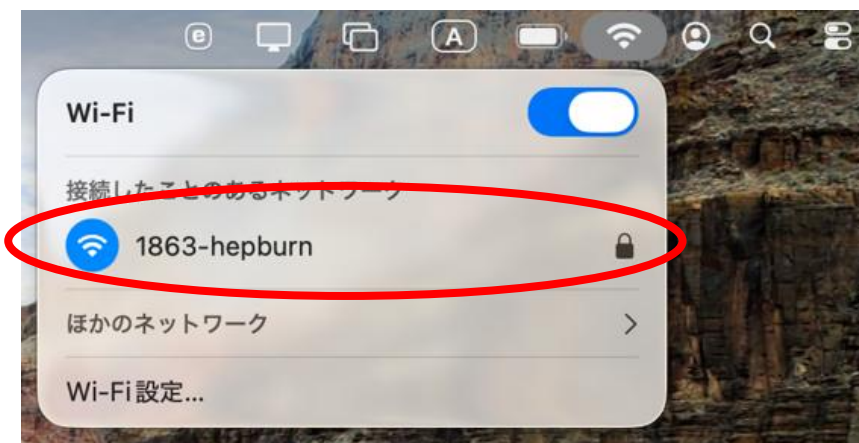 e
A
Wi-Fi
接続したことのあるネットワーク
1863-hepburn
ほかのネットワーク
Wi-Fi設定...